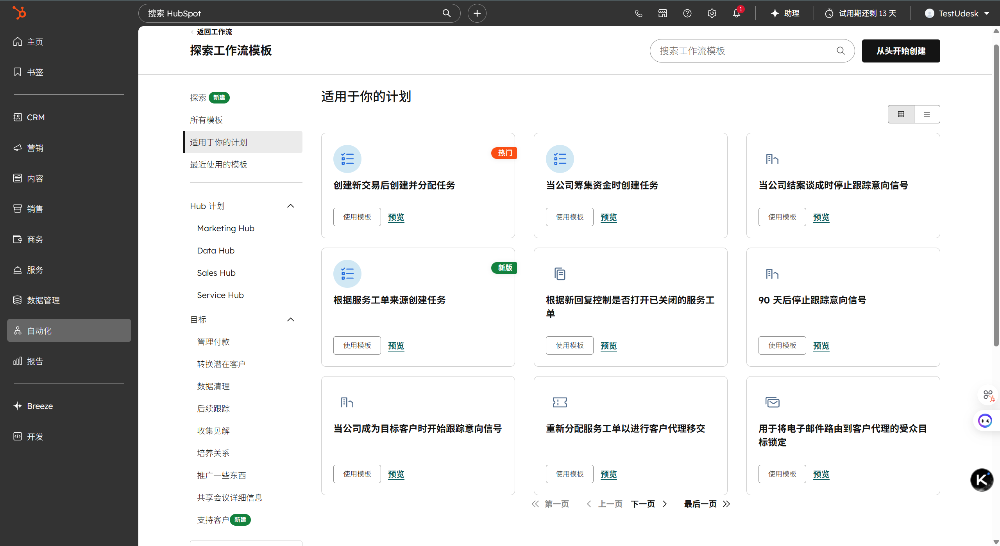 搜索 HubSpot
1
助理
试用期还剩 13 天
TestUdesk
主页
书签
CRM
营销
内容
销售
商务
服务
数据管理
自动化
报告
Breeze
开发
返回工作流
探索工作流模板
搜索工作流模板
从头开始创建
探索 新建
所有模板
适用于你的计划
最近使用的模板
Hub 计划
Marketing Hub
Data Hub
Sales Hub
Service Hub
目标
管理付款
转换潜在客户
数据清理
后续跟踪
收集见解
培养关系
推广一些东西
共享会议详细信息
支持客户 新建
适用于你的计划
热门
创建新交易后创建并分配任务
使用模板 预览
当公司筹集资金时创建任务
使用模板 预览
当公司结案谈成时停止跟踪意向信号
使用模板 预览
新版
根据服务工单来源创建任务
使用模板 预览
根据新回复控制是否打开已关闭的服务工
单
使用模板 预览
90 天后停止跟踪意向信号
使用模板 预览
当公司成为目标客户时开始跟踪意向信号
使用模板 预览
重新分配服务工单以进行客户代理移交
使用模板 预览
用于将电子邮件路由到客户代理的受众目
标锁定
使用模板 预览
第一页 上一页 下一页 最后一页
K